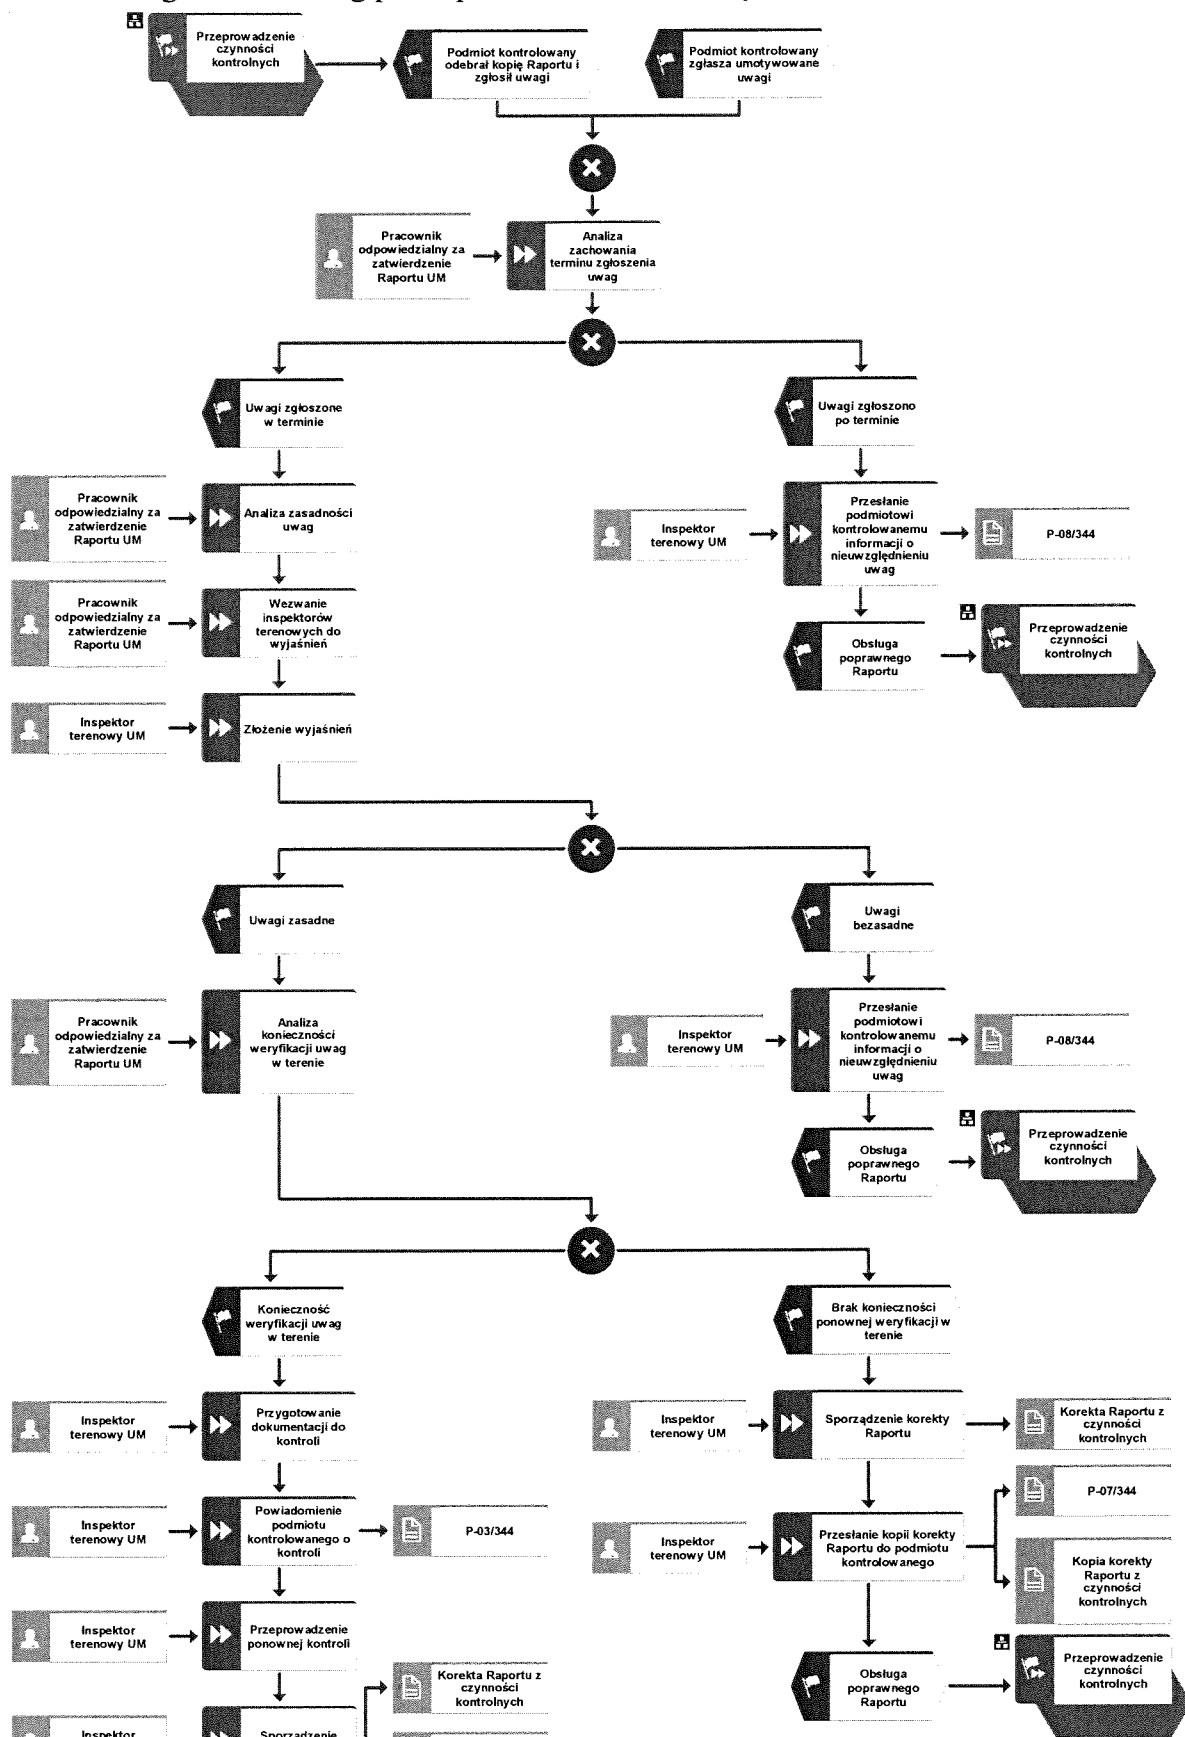 Przeprowadzenie
czynności
kontrolnych
Podmiot kontrolowany
odebrał kopię Raportu i
zgłosił uwagi
Podmiot kontrolowany
zgłasza umotywowane
uwagi
Pracownik
odpowiedzialny za
zatwierdzenie
Raportu UM
Analiza
zachowania
terminu zgłoszenia
uwag
Uwagi zgłoszone
w terminie
Uwagi zgłoszono
po terminie
Pracownik
odpowiedzialny za
zatwierdzenie
Raportu UM
Analiza zasadności
uwag
Inspektor
terenowy UM
Przesłanie
podmiotowi
kontrolowanemu
informacji o
nieuwzględnieniu
uwag
P-08/344
Pracownik
odpowiedzialny za
zatwierdzenie
Raportu UM
Wezwanie
inspektorów
terenowych do
wyjaśnień
Obsługa
poprawnego
Raportu
Przeprowadzenie
czynności
kontrolnych
Inspektor
terenowy UM
Złożenie wyjaśnień
Uwagi zasadne
Uwagi
bezasadne
Pracownik
odpowiedzialny za
zatwierdzenie
Raportu UM
Analiza
konieczności
weryfikacji uwag
w terenie
Inspektor
terenowy UM
Przesłanie
podmiotowi
kontrolowanemu
informacji o
nieuwzględnieniu
uwag
P-08/344
Obsługa
poprawnego
Raportu
Przeprowadzenie
czynności
kontrolnych
Konieczność
weryfikacji uwag
w terenie
Brak konieczności
ponownej weryfikacji w
terenie
Inspektor
terenowy UM
Przygotowanie
dokumentacji do
kontroli
Inspektor
terenowy UM
Sporządzenie korekty
Raportu
Korekta Raportu z
czynności
kontrolnych
Inspektor
terenowy UM
Powiadomienie
podmiotu
kontrolowanego o
kontroli
P-03/344
Inspektor
terenowy UM
Przesłanie kopii korekty
Raportu do podmiotu
kontrolowanego
P-07/344
Kopia korekty
Raportu z
czynności
kontrolnych
Inspektor
terenowy UM
Przeprowadzenie
ponownej kontroli
Korekta Raportu z
czynności
kontrolnych
Obsługa
poprawnego
Raportu
Przeprowadzenie
czynności
kontrolnych
Inspektor
Sporządzenie